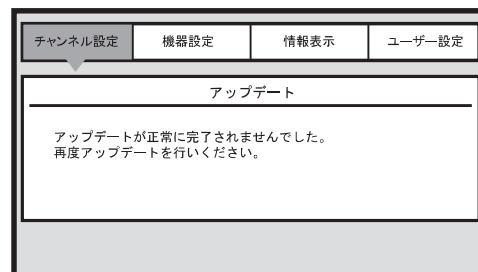 チャンネル設定 機器設定 情報表示 ユーザー設定
アップデート
アップデートが正常に完了されませんでした。
再度アップデートを行いください。